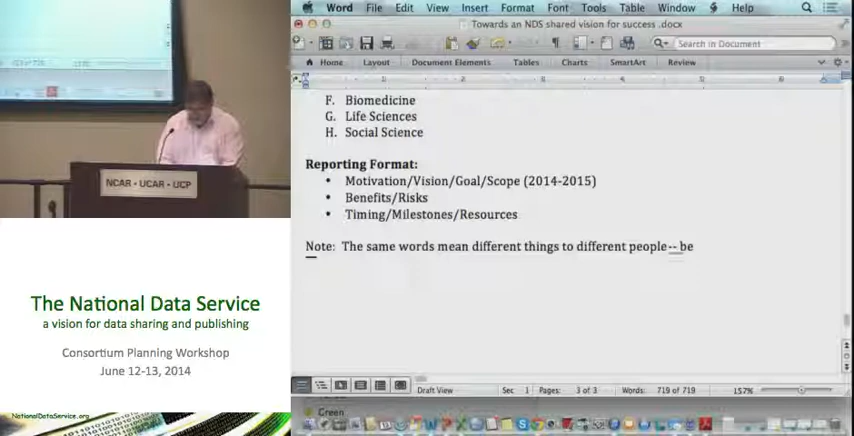 Word File Edit View Insert Format Font Tools Table Window Help
Towards an NDS shared vision for success .docx
Search in Document
Home Layout Document Elements Tables Charts SmartArt Review
F. Biomedicine
G. Life Sciences
H. Social Science
Reporting Format:
• Motivation/Vision/Goal/Scope (2014-2015)
• Benefits/Risks
• Timing/Milestones/Resources
Note: The same words mean different things to different people-- be
Draft View Sec 1 Pages: 3 of 3 Words: 719 of 719 157%
Green
NCAR · UCAR · UCP
The National Data Service
a vision for data sharing and publishing
Consortium Planning Workshop
June 12-13, 2014
NationalDataService.org